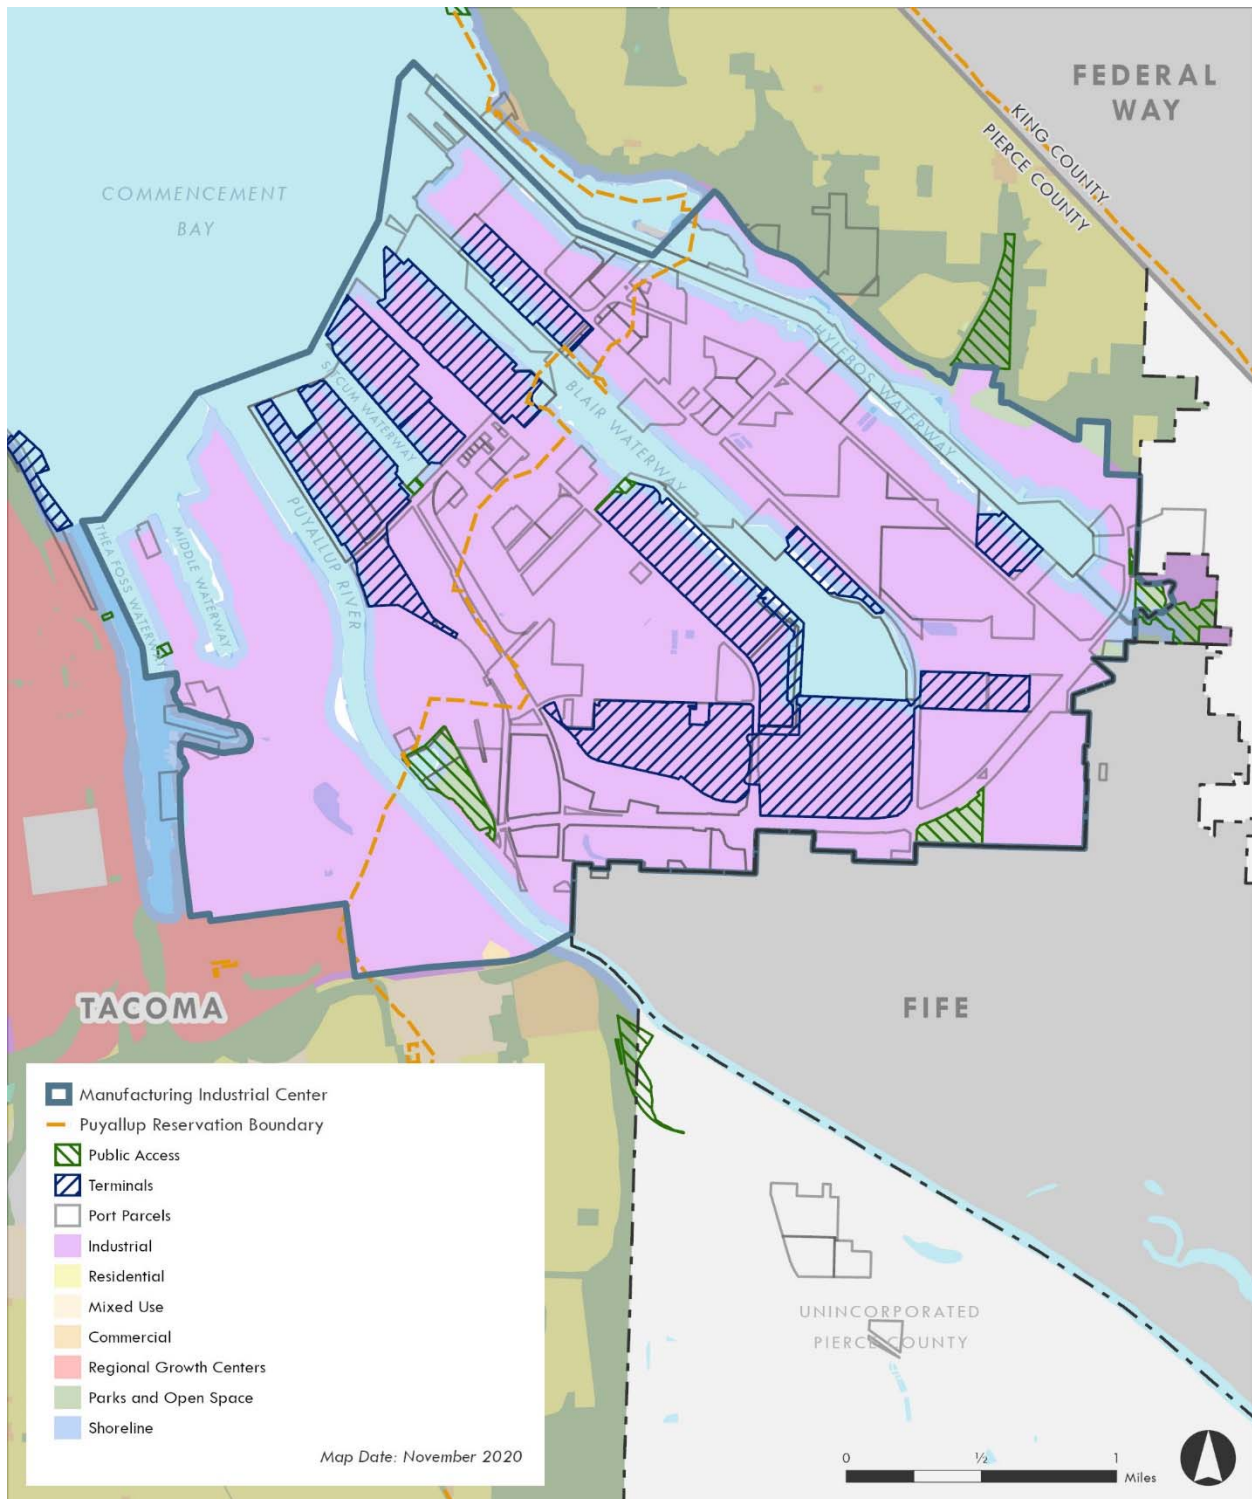 FEDERAL
WAY
KING COUNTY
PIERCE COUNTY
COMMENCEMENT
BAY
HYLEBOS WATERWAY
BLAIR WATERWAY
SITCUM WATERWAY
PUYALLUP RIVER
MIDDLE WATERWAY
THEA FOSS WATERWAY
TACOMA
FIFE
Manufacturing Industrial Center
Puyallup Reservation Boundary
Public Access
Terminals
Port Parcels
Industrial
Residential
Mixed Use
Commercial
Regional Growth Centers
Parks and Open Space
Shoreline
Map Date: November 2020
UNINCORPORATED
PIERCE COUNTY
0 ½ 1
Miles